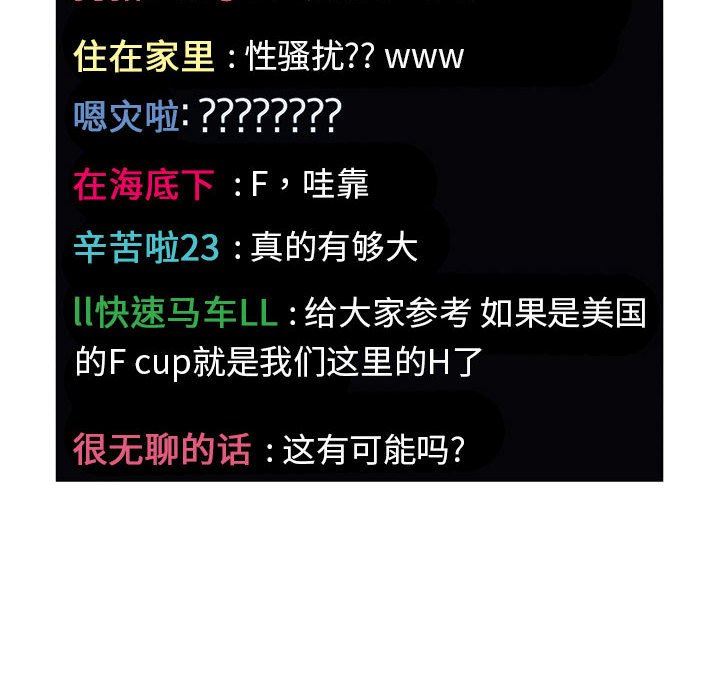 住在家里 : 性骚扰?? www
嗯灾啦: ????????
在海底下 : F，哇靠
辛苦啦23 : 真的有够大
ll快速马车LL : 给大家参考 如果是美国
的F cup就是我们这里的H了
很无聊的话 : 这有可能吗?